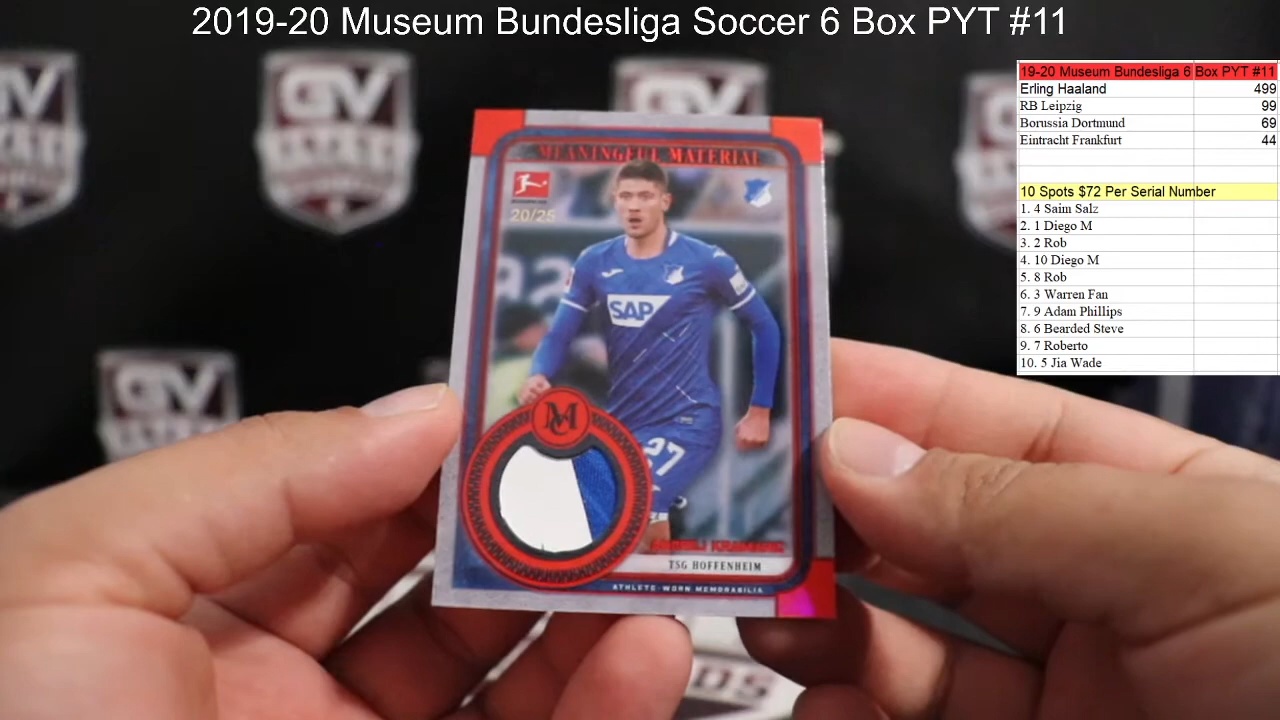 2019-20 Museum Bundesliga Soccer 6 Box PYT #11
19-20 Museum Bundesliga 6 Box PYT #11
Erling Haaland 499
RB Leipzig 99
Borussia Dortmund 69
Eintracht Frankfurt 44
10 Spots $72 Per Serial Number
1. 4 Saim Salz
2. 1 Diego M
3. 2 Rob
4. 10 Diego M
5. 8 Rob
6. 3 Warren Fan
7. 9 Adam Phillips
8. 6 Bearded Steve
9. 7 Roberto
10. 5 Jia Wade
GV
GV
GV
MEANINGFUL MATERIAL
20/25
SAP
M
27
TSG HOFFENHEIM
ATHLETE-WORN MEMORABILIA